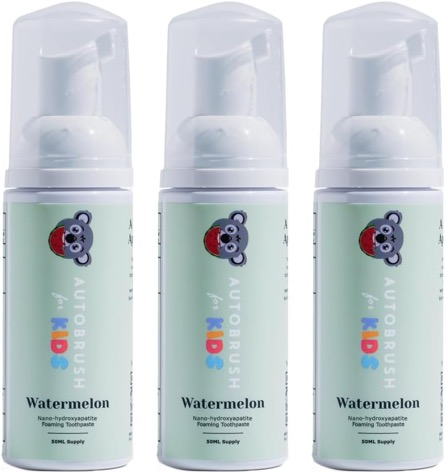 AUTOBRUSH
for KIDS
Watermelon
Nano-hydroxyapatite
Foaming Toothpaste
50ML Supply
AUTOBRUSH
for KIDS
Watermelon
Nano-hydroxyapatite
Foaming Toothpaste
50ML Supply
AUTOBRUSH
for KIDS
Watermelon
Nano-hydroxyapatite
Foaming Toothpaste
50ML Supply